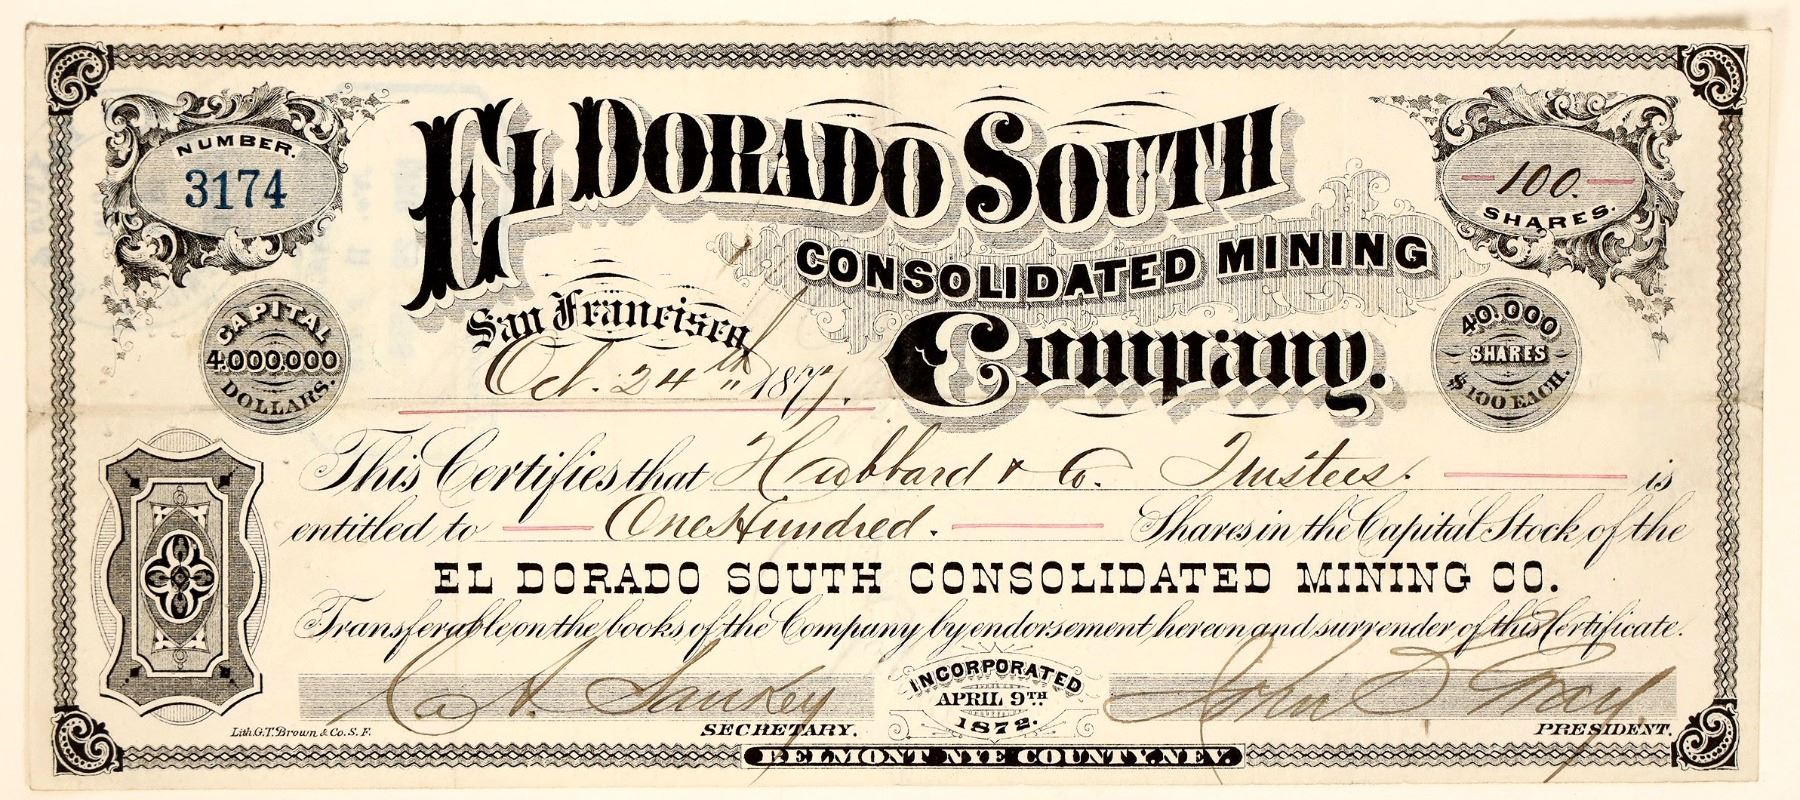 NUMBER.
3174
EL DORADO SOUTH
100.
SHARES.
CONSOLIDATED MINING
Company.
San Francisco,
Oct. 24th 1877.
CAPITAL
4.000.000
DOLLARS.
40.000
SHARES
$100 EACH.
This Certifies that Hubbard & Co. Trustees. is
entitled to One Hundred. Shares in the Capital Stock of the
EL DORADO SOUTH CONSOLIDATED MINING CO.
Transferable on the books of the Company by endorsement hereon and surrender of this Certificate.
INCORPORATED
APRIL 9TH
1872.
SECRETARY.
John
PRESIDENT.
Lith. G.T. Brown & Co. S.F.
BELMONT NYE COUNTY. NEV.